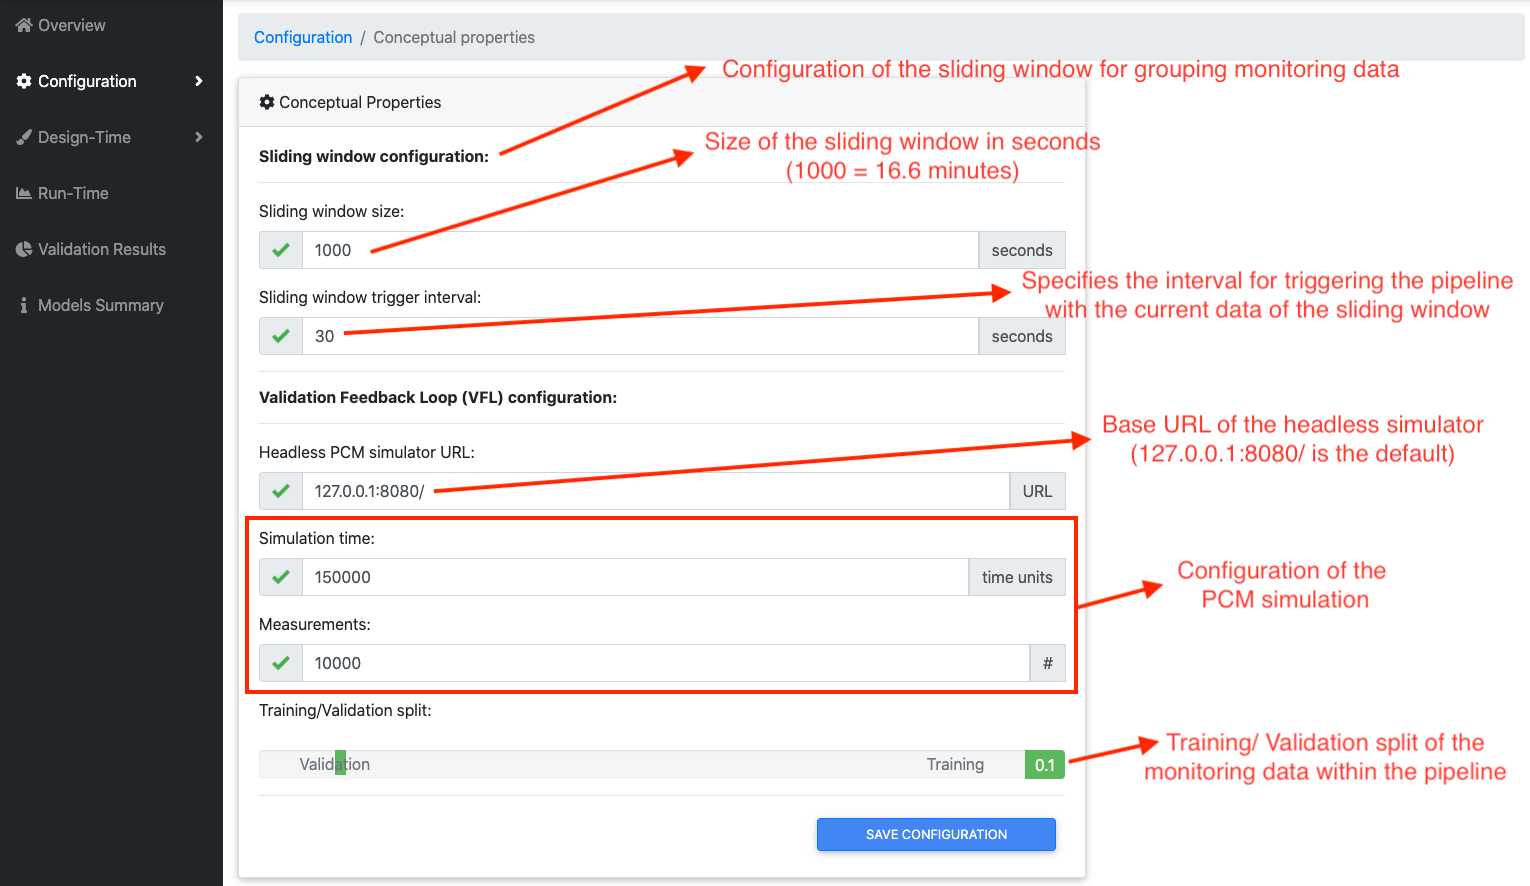 Overview
Configuration
Design-Time
Run-Time
Validation Results
Models Summary
Configuration / Conceptual properties
Configuration of the sliding window for grouping monitoring data
Conceptual Properties
Sliding window configuration:
Size of the sliding window in seconds
(1000 = 16.6 minutes)
Sliding window size:
1000
seconds
Specifies the interval for triggering the pipeline
with the current data of the sliding window
Sliding window trigger interval:
30
seconds
Validation Feedback Loop (VFL) configuration:
Base URL of the headless simulator
(127.0.0.1:8080/ is the default)
Headless PCM simulator URL:
127.0.0.1:8080/
URL
Simulation time:
150000
time units
Configuration of the
PCM simulation
Measurements:
10000
#
Training/Validation split:
Validation
Training
0.1
Training/ Validation split of the
monitoring data within the pipeline
SAVE CONFIGURATION